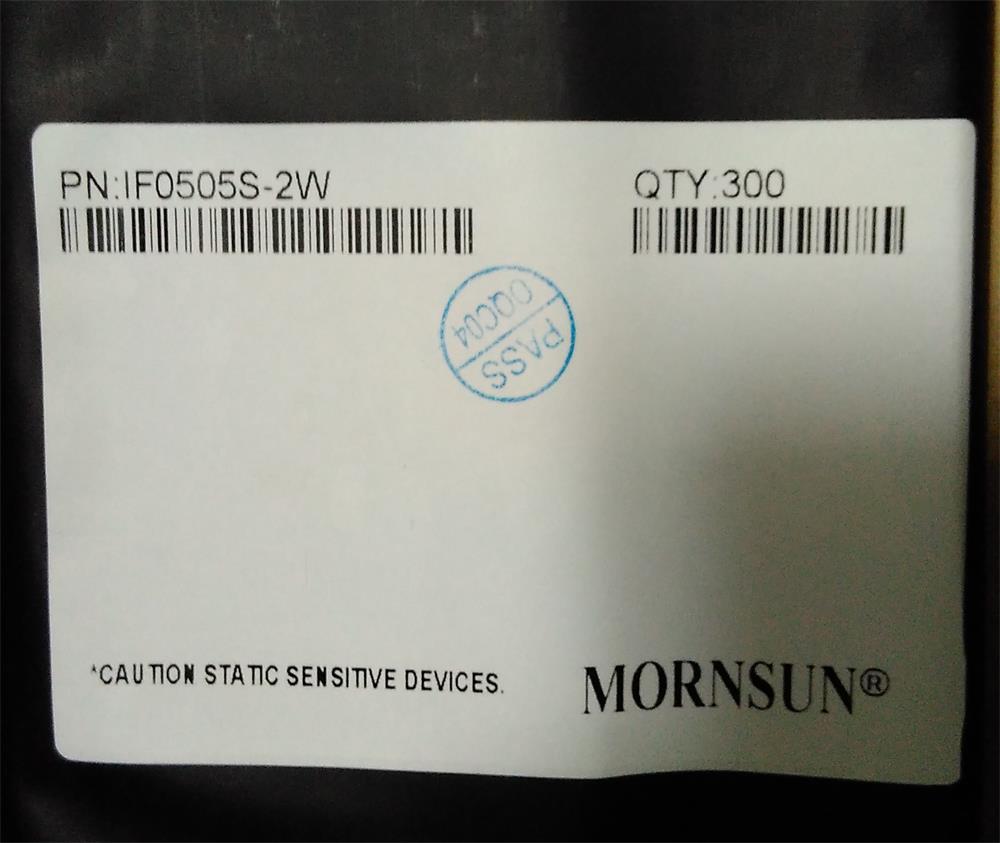 PN:IF0505S-2W
QTY:300
OQC04
PASS
*CAUTION STATIC SENSITIVE DEVICES.
MORNSUN®